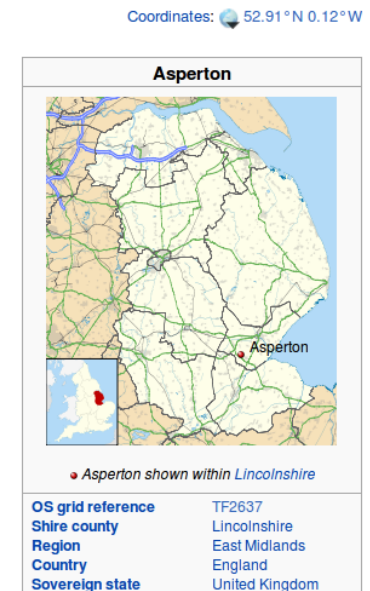 Coordinates: 52.91°N 0.12°W
Asperton
Asperton
Asperton shown within Lincolnshire
OS grid reference TF2637
Shire county Lincolnshire
Region East Midlands
Country England
Sovereign state United Kingdom